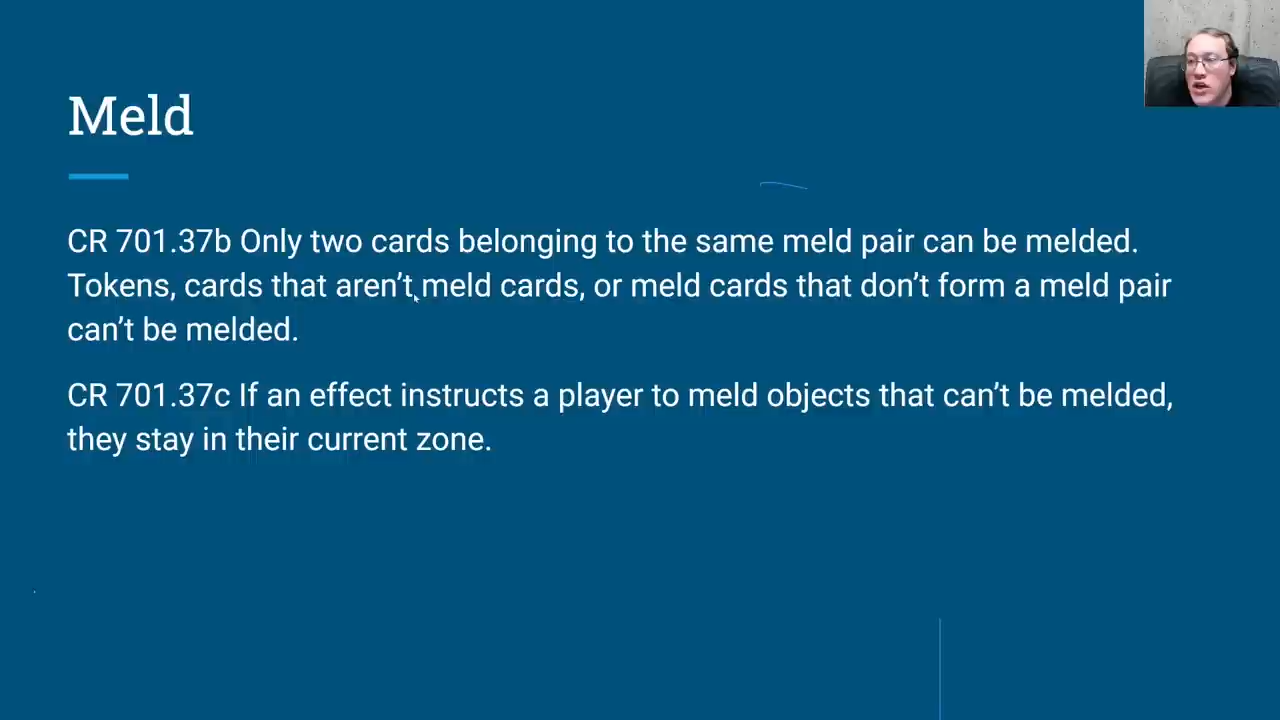 Meld
CR 701.37b Only two cards belonging to the same meld pair can be melded.
Tokens, cards that aren’t meld cards, or meld cards that don’t form a meld pair
can’t be melded.
CR 701.37c If an effect instructs a player to meld objects that can’t be melded,
they stay in their current zone.